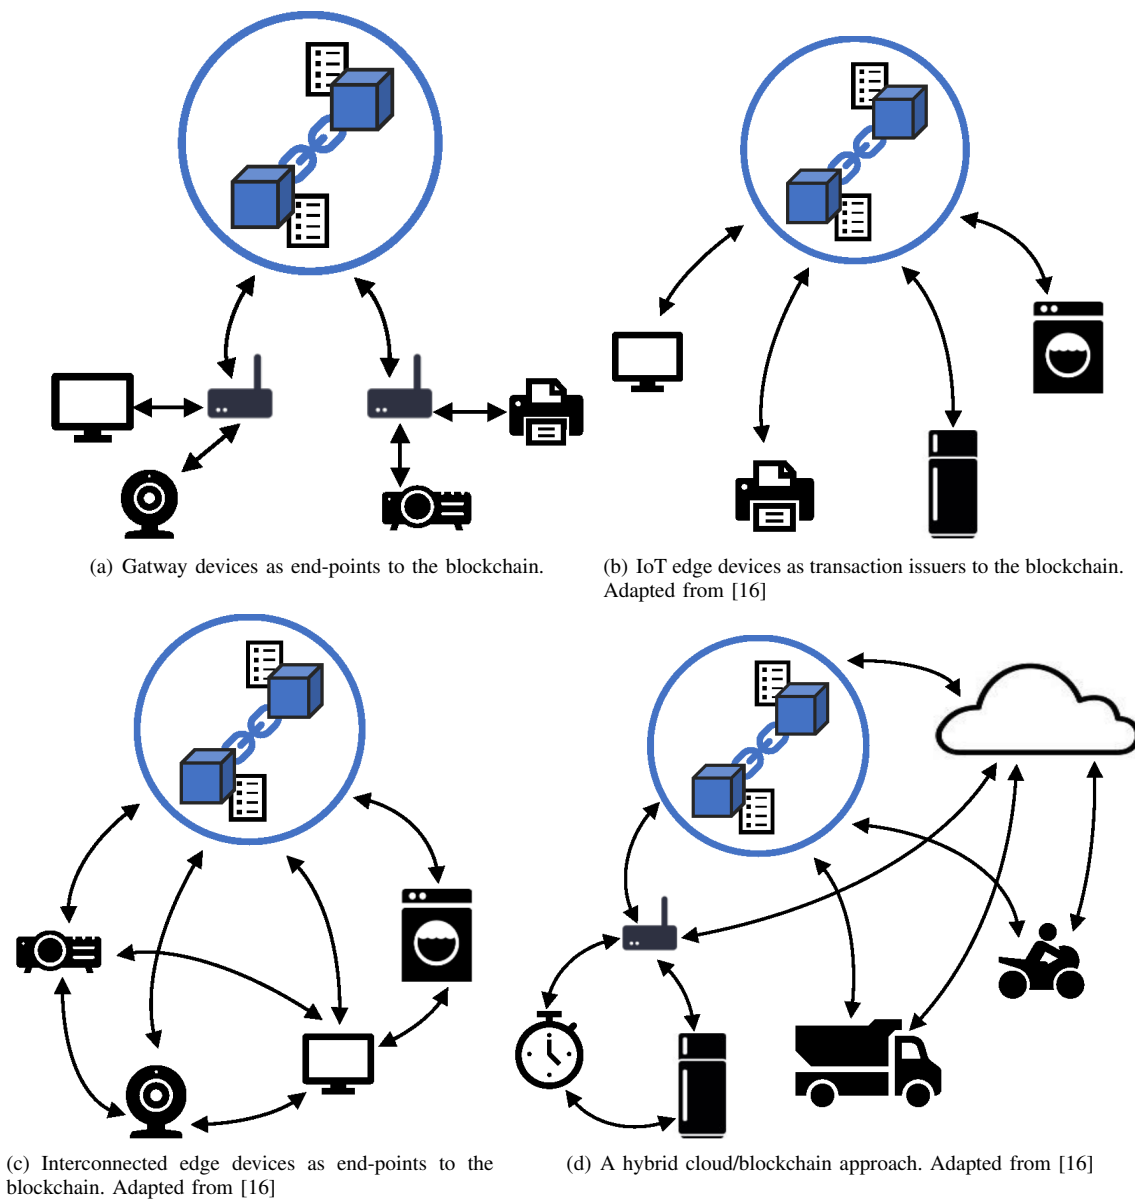 (a) Gatway devices as end-points to the blockchain.
(b) IoT edge devices as transaction issuers to the blockchain.
Adapted from [16]
(c) Interconnected edge devices as end-points to the
blockchain. Adapted from [16]
(d) A hybrid cloud/blockchain approach. Adapted from [16]